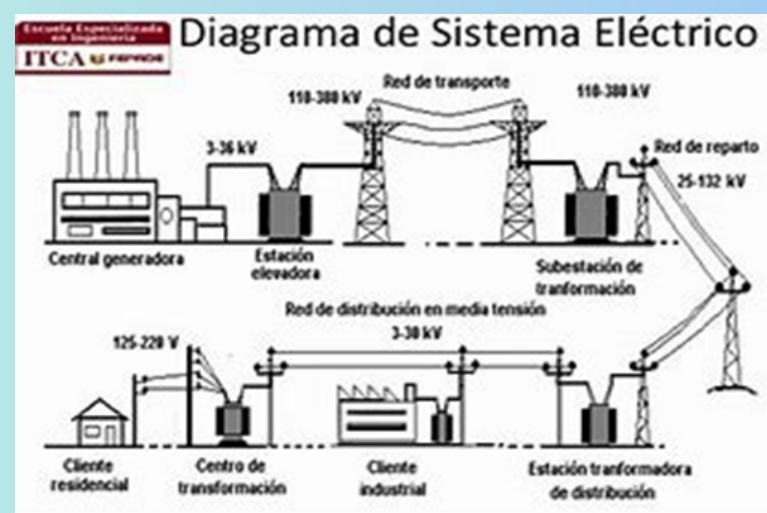 Escuela Especializada
en Ingeniería
ITCA FEPADE
Diagrama de Sistema Eléctrico
Red de transporte
110-380 kV
110-380 kV
3-36 kV
Red de reparto
25-132 kV
Central generadora
Estación
elevadora
Subestación de
tranformación
Red de distribución en media tensión
3-30 kV
125-220 V
Cliente
residencial
Centro de
transformación
Cliente
industrial
Estación tranformadora
de distribución